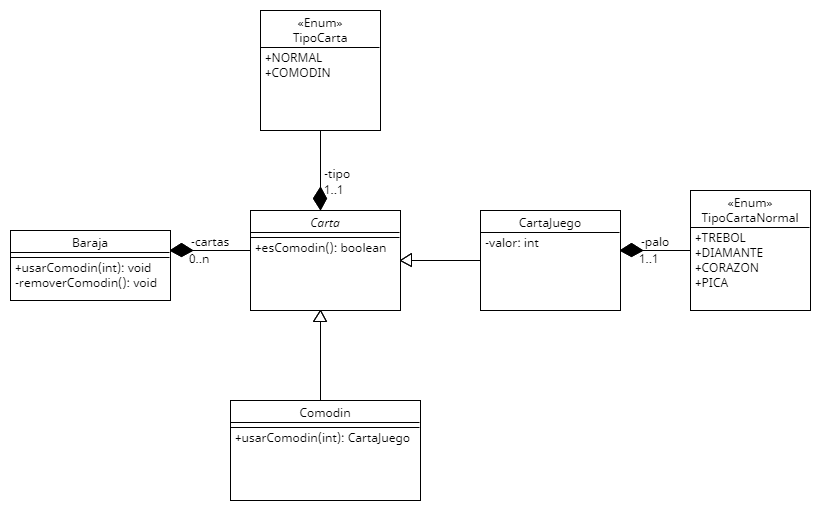 «Enum»
TipoCarta
+NORMAL
+COMODIN
-tipo
1..1
Baraja
+usarComodin(int): void
-removerComodin(): void
-cartas
0..n
Carta
+esComodin(): boolean
CartaJuego
-valor: int
-palo
1..1
«Enum»
TipoCartaNormal
+TREBOL
+DIAMANTE
+CORAZON
+PICA
Comodin
+usarComodin(int): CartaJuego